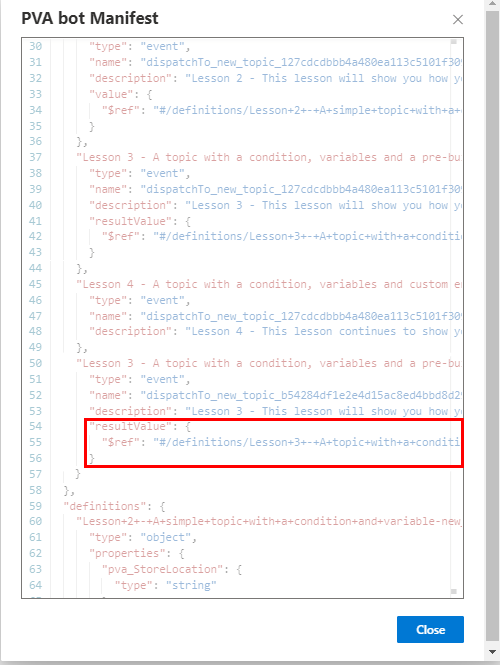 PVA bot Manifest
30 "type": "event",
31 "name": "dispatchTo_new_topic_127cdcdbbb4a480ea113c5101f309
32 "description": "Lesson 2 - This lesson will show you how yo
33 "value": {
34 "$ref": "#/definitions/Lesson+2+-+A+simple+topic+with+a+c
35 }
36 },
37 "Lesson 3 - A topic with a condition, variables and a pre-bui
38 "type": "event",
39 "name": "dispatchTo_new_topic_127cdcdbbb4a480ea113c5101f309
40 "description": "Lesson 3 - This lesson will show you how yo
41 "resultValue": {
42 "$ref": "#/definitions/Lesson+3+-+A+topic+with+a+conditio
43 }
44 },
45 "Lesson 4 - A topic with a condition, variables and custom en
46 "type": "event",
47 "name": "dispatchTo_new_topic_127cdcdbbb4a480ea113c5101f309
48 "description": "Lesson 4 - This lesson continues to show yo
49 },
50 "Lesson 3 - A topic with a condition, variables and a pre-bui
51 "type": "event",
52 "name": "dispatchTo_new_topic_b54284df1e2e4d15ac8ed4bbd8d29
53 "description": "Lesson 3 - This lesson will show you how yo
54 "resultValue": {
55 "$ref": "#/definitions/Lesson+3+-+A+topic+with+a+conditio
56 }
57 }
58 },
59 "definitions": {
60 "Lesson+2+-+A+simple+topic+with+a+condition+and+variable-new_
61 "type": "object",
62 "properties": {
63 "pva_StoreLocation": {
64 "type": "string"
Close